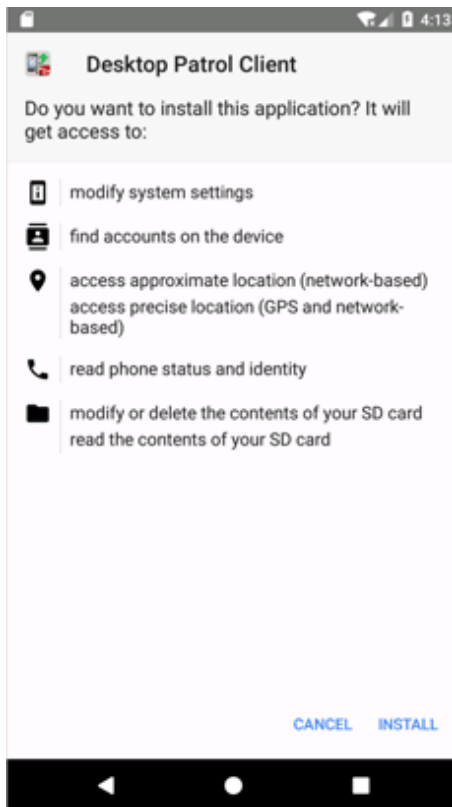 4:13
Desktop Patrol Client
Do you want to install this application? It will
get access to:
modify system settings
find accounts on the device
access approximate location (network-based)
access precise location (GPS and network-
based)
read phone status and identity
modify or delete the contents of your SD card
read the contents of your SD card
CANCEL INSTALL